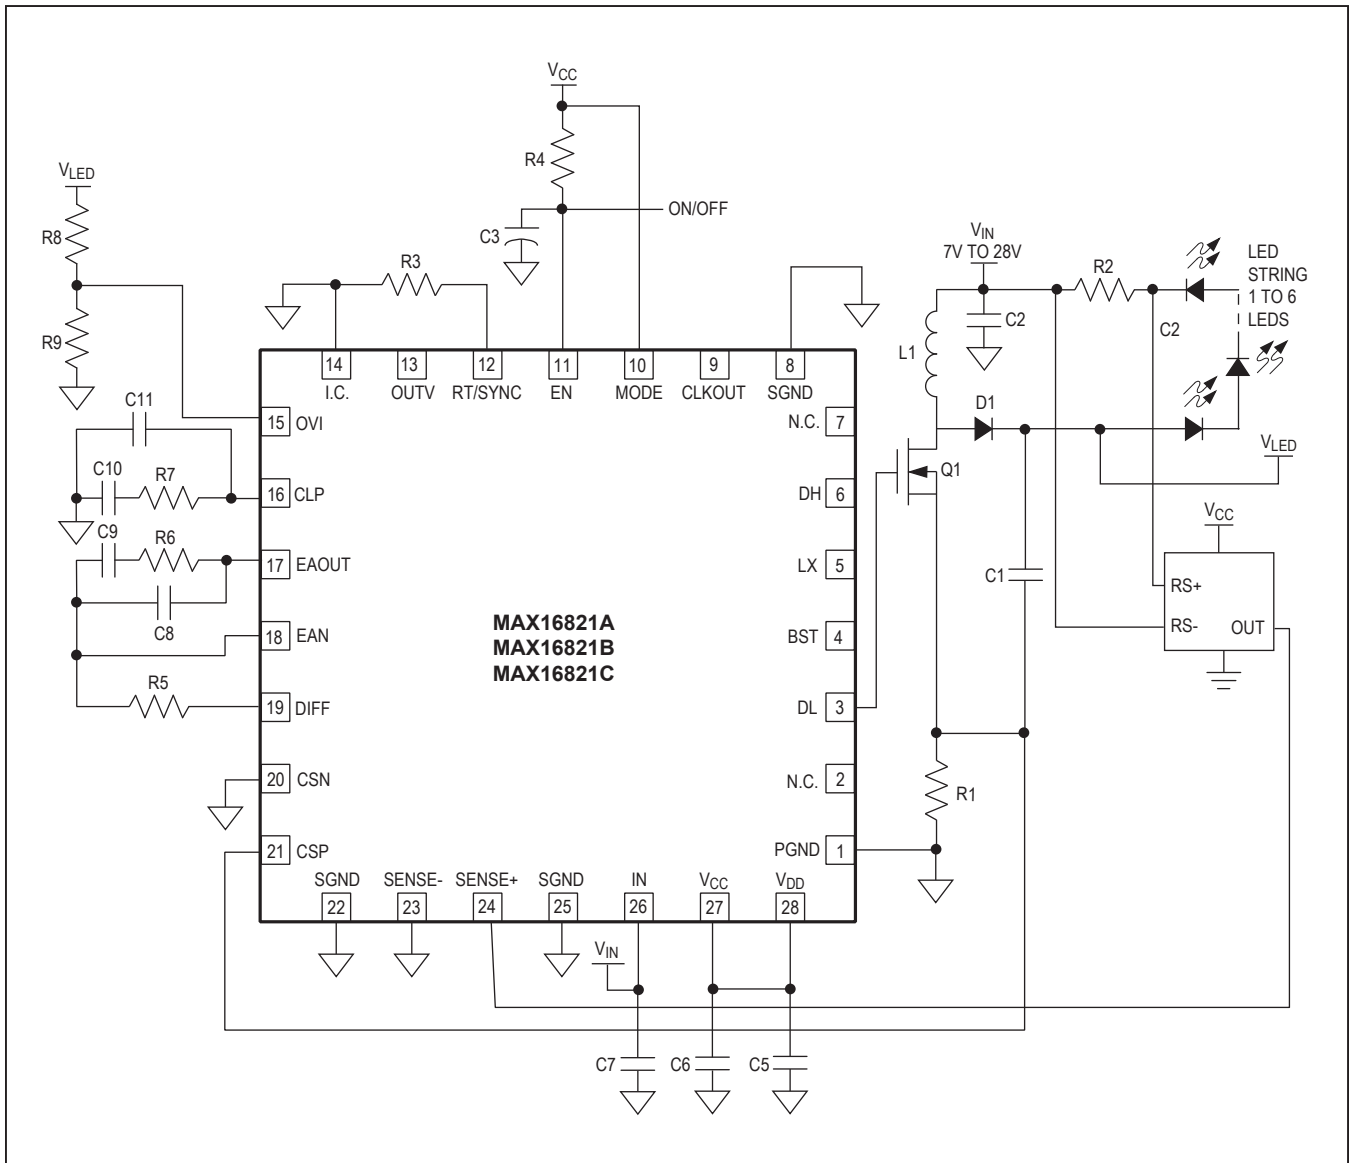 VCC
R4
VLED
ON/OFF
R8
C3
VIN
7V TO 28V
LED
STRING
1 TO 6
LEDS
R3
R2
C2
C2
R9
L1
14
13
12
11
10
9
8
I.C.
OUTV
RT/SYNC
EN
MODE
CLKOUT
SGND
C11
D1
15 OVI
N.C. 7
VLED
C10
R7
Q1
16 CLP
DH 6
C9
R6
VCC
17 EAOUT
LX 5
C1
RS+
C8
MAX16821A
MAX16821B
MAX16821C
18 EAN
BST 4
RS-
OUT
R5
19 DIFF
DL 3
20 CSN
N.C. 2
R1
21 CSP
PGND 1
SGND
SENSE-
SENSE+
SGND
IN
VCC
VDD
22
23
24
25
26
27
28
VIN
C7
C6
C5